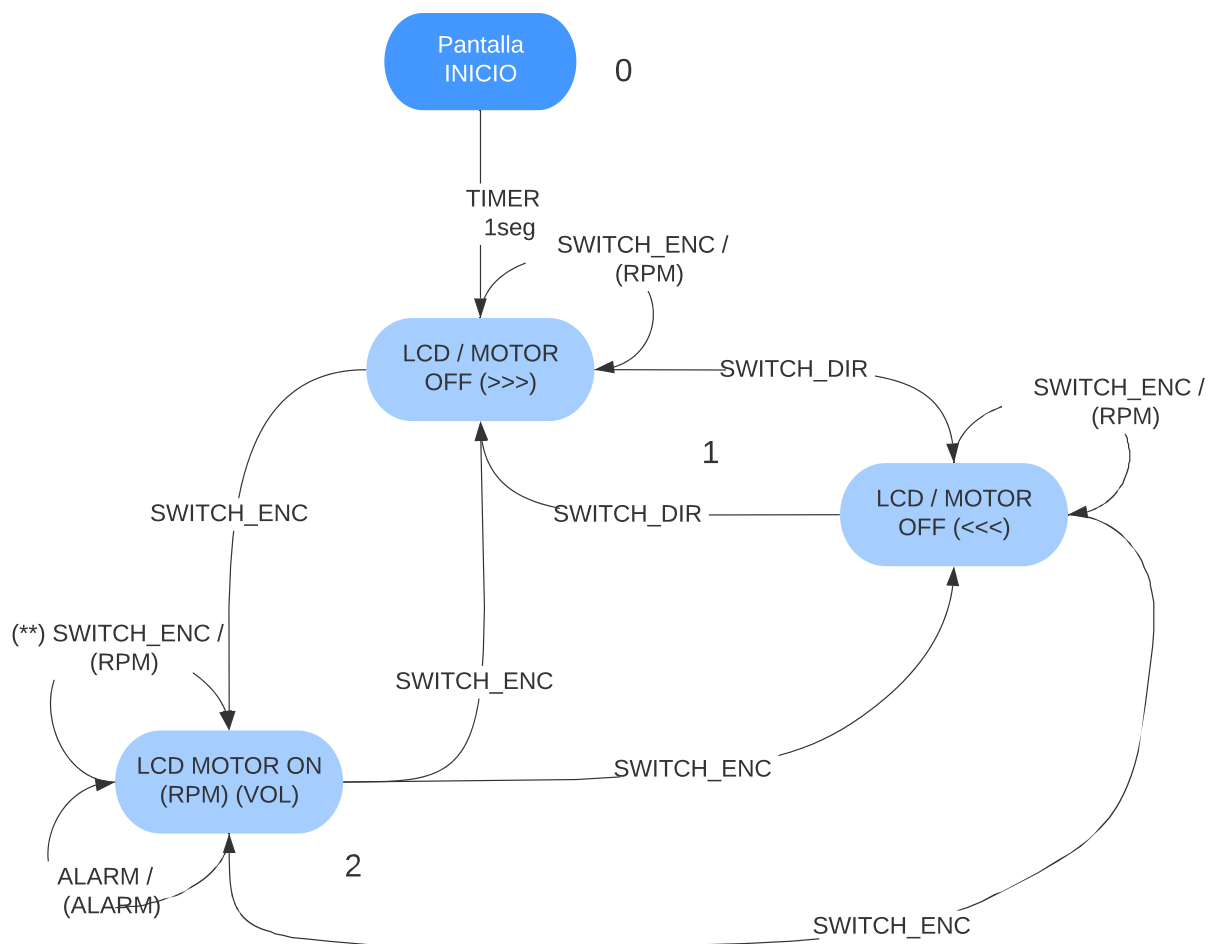 Pantalla
INICIO
0
TIMER
1seg
SWITCH_ENC /
(RPM)
LCD / MOTOR
OFF (>>>)
SWITCH_DIR
SWITCH_ENC /
(RPM)
1
LCD / MOTOR
OFF (<<<)
SWITCH_ENC
SWITCH_DIR
(**) SWITCH_ENC /
(RPM)
SWITCH_ENC
LCD MOTOR ON
(RPM) (VOL)
SWITCH_ENC
2
ALARM /
(ALARM)
SWITCH_ENC